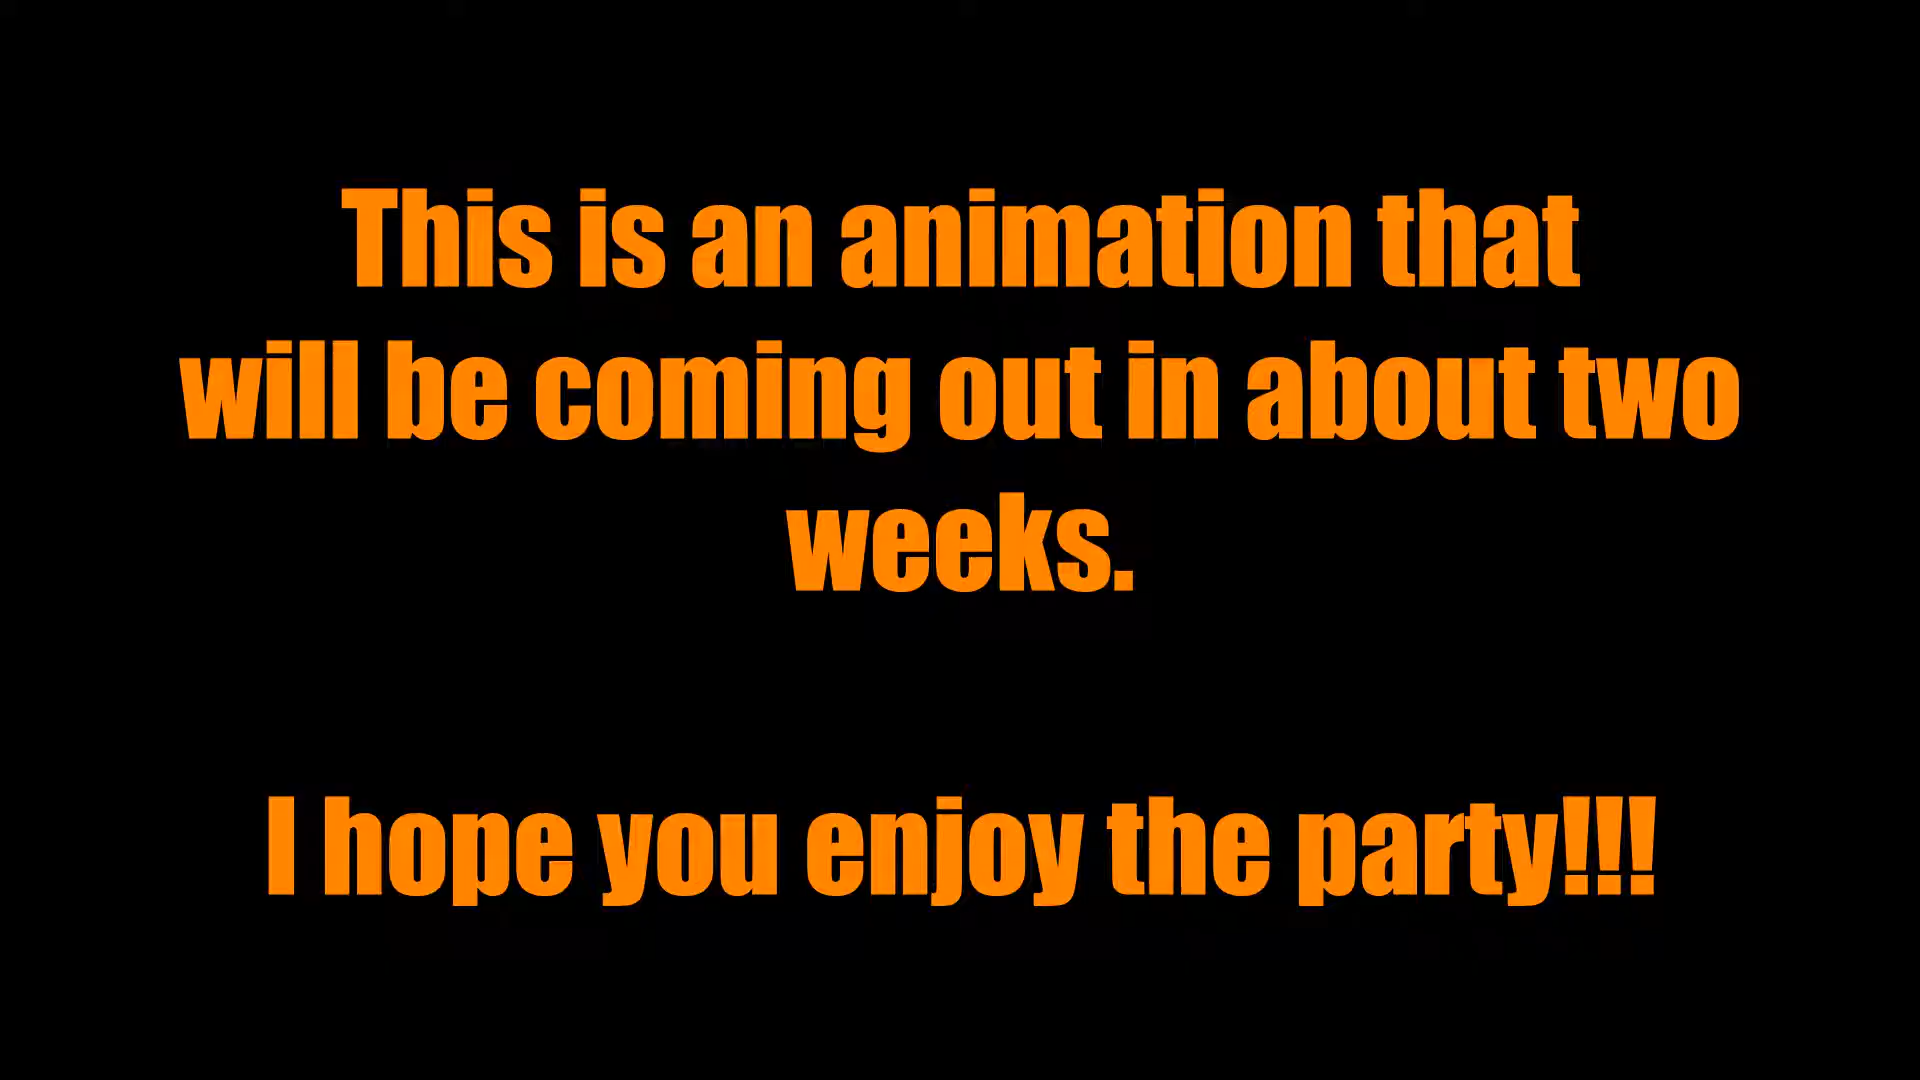 This is an animation that
will be coming out in about two
weeks.
I hope you enjoy the party!!!